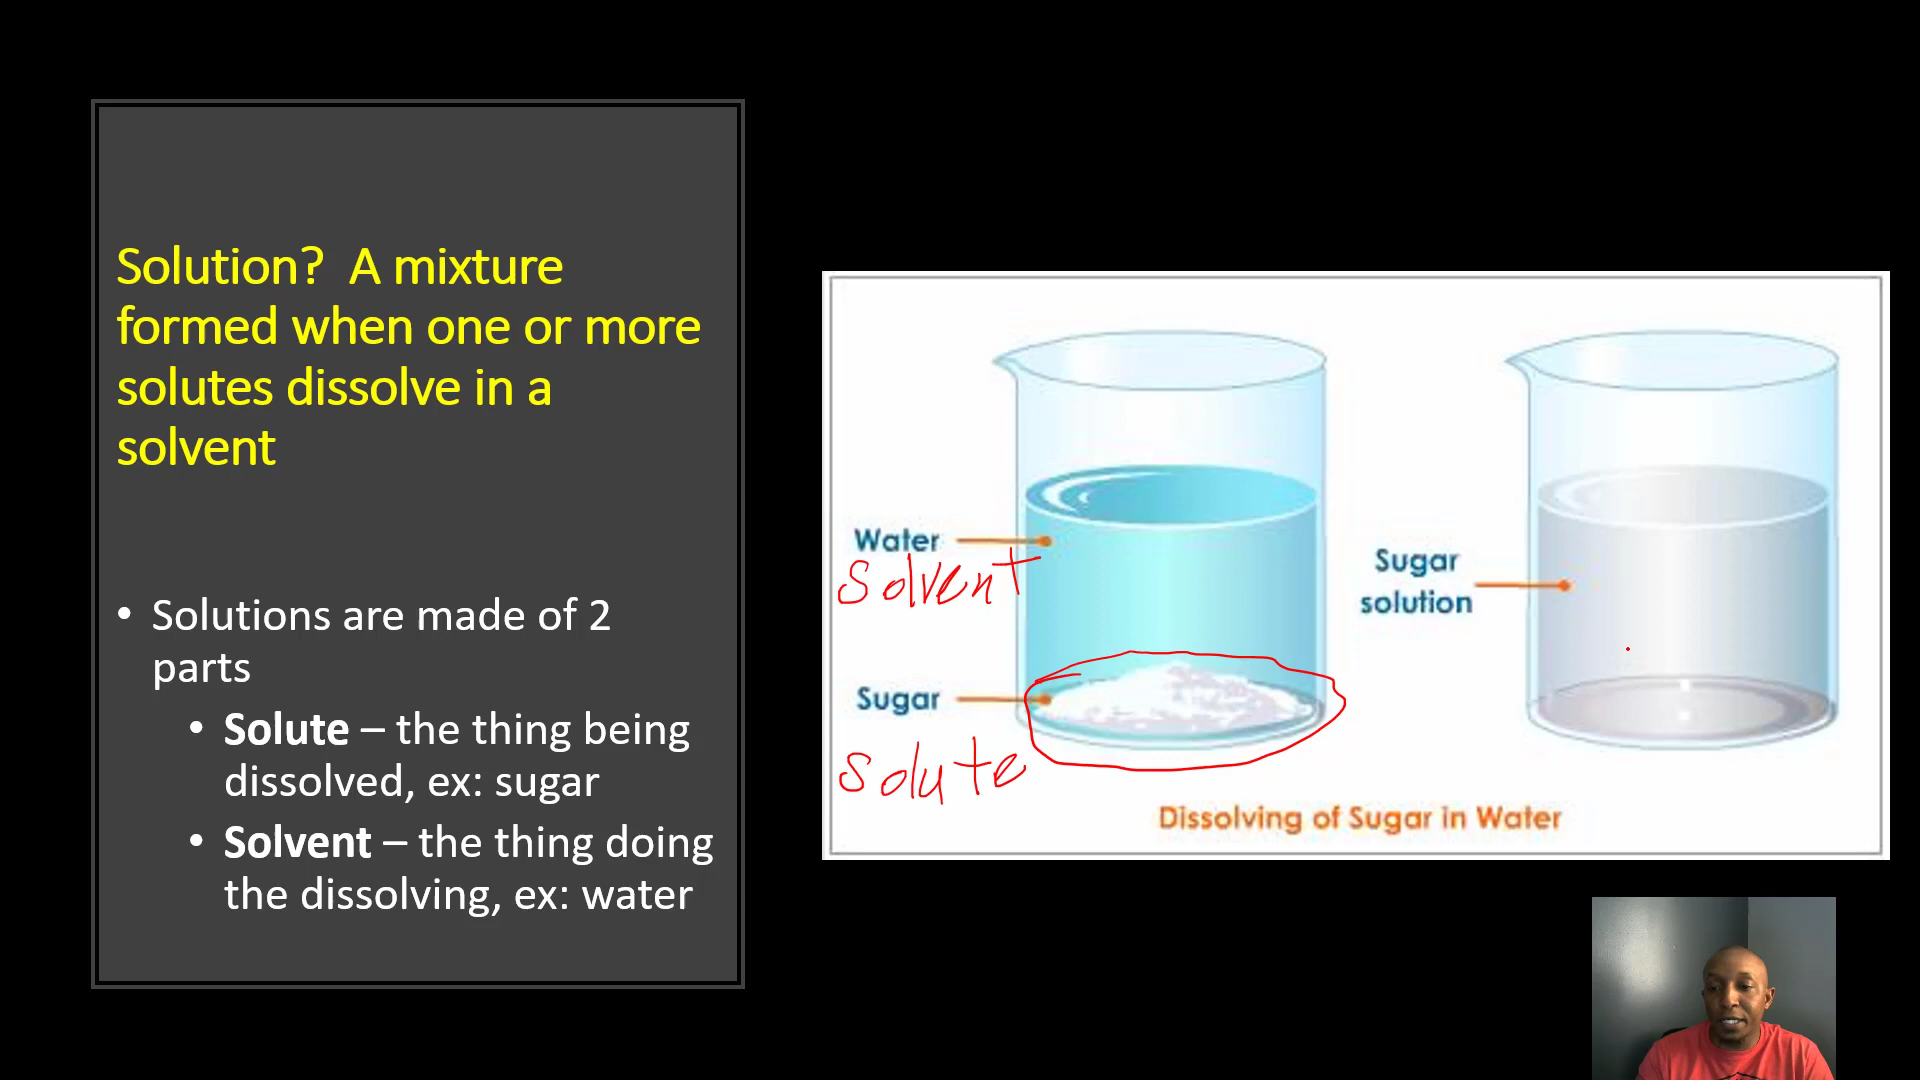 Solution?  A mixture
formed when one or more
solutes dissolve in a
solvent
• Solutions are made of 2
parts
• Solute – the thing being
dissolved, ex: sugar
• Solvent – the thing doing
the dissolving, ex: water
Water
solvent
Sugar
solute
Sugar
solution
Dissolving of Sugar in Water